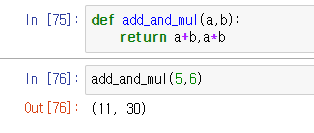 In [75]: def add_and_mul(a,b):
    return a+b,a*b
In [76]: add_and_mul(5,6)
Out[76]: (11, 30)